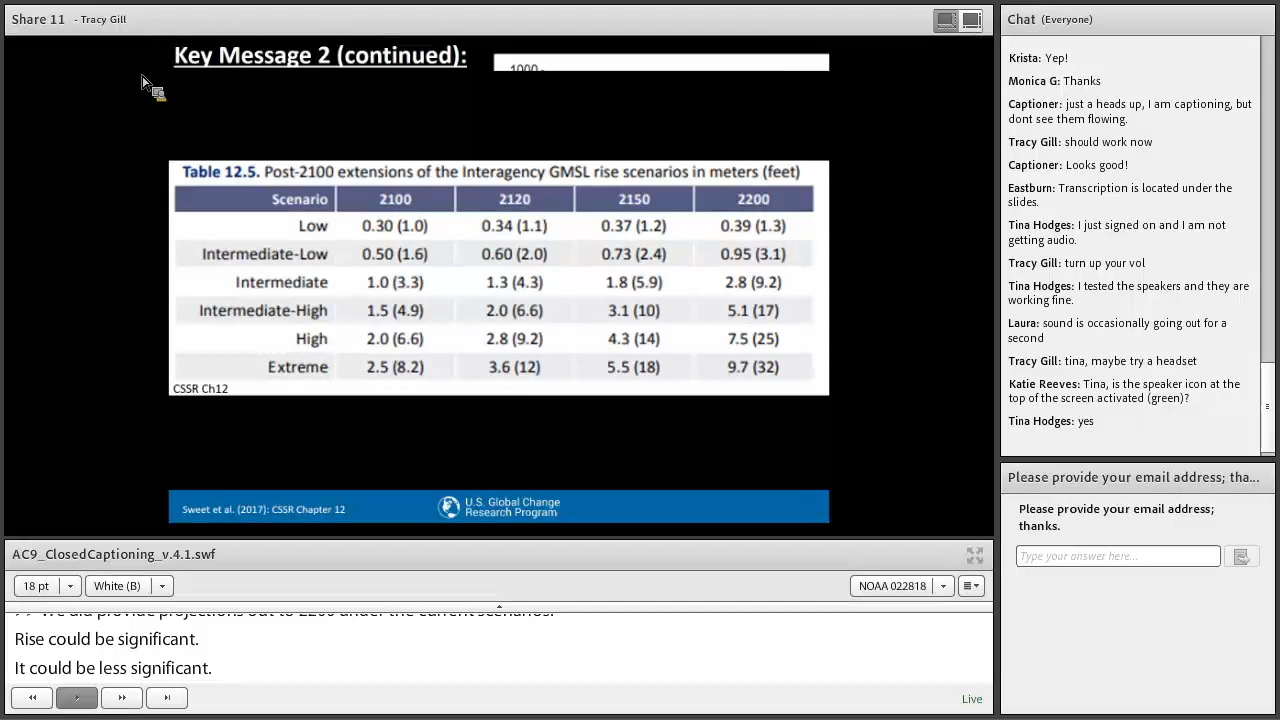 Share 11 - Tracy Gill
Key Message 2 (continued):
1000
Table 12.5. Post-2100 extensions of the Interagency GMSL rise scenarios in meters (feet)
Scenario 2100 2120 2150 2200
Low 0.30 (1.0) 0.34 (1.1) 0.37 (1.2) 0.39 (1.3)
Intermediate-Low 0.50 (1.6) 0.60 (2.0) 0.73 (2.4) 0.95 (3.1)
Intermediate 1.0 (3.3) 1.3 (4.3) 1.8 (5.9) 2.8 (9.2)
Intermediate-High 1.5 (4.9) 2.0 (6.6) 3.1 (10) 5.1 (17)
High 2.0 (6.6) 2.8 (9.2) 4.3 (14) 7.5 (25)
Extreme 2.5 (8.2) 3.6 (12) 5.5 (18) 9.7 (32)
CSSR Ch12
Sweet et al. (2017): CSSR Chapter 12
U.S. Global Change
Research Program
AC9_ClosedCaptioning_v.4.1.swf
18 pt White (B) NOAA 022818
>> We did provide projections out to 2200 under the current scenarios.
Rise could be significant.
It could be less significant.
Live
Chat (Everyone)
Krista: Yep!
Monica G: Thanks
Captioner: just a heads up, I am captioning, but
dont see them flowing.
Tracy Gill: should work now
Captioner: Looks good!
Eastburn: Transcription is located under the
slides.
Tina Hodges: I just signed on and I am not
getting audio.
Tracy Gill: turn up your vol
Tina Hodges: I tested the speakers and they are
working fine.
Laura: sound is occasionally going out for a
second
Tracy Gill: tina, maybe try a headset
Katie Reeves: Tina, is the speaker icon at the
top of the screen activated (green)?
Tina Hodges: yes
Please provide your email address; tha...
Please provide your email address;
thanks.
Type your answer here...